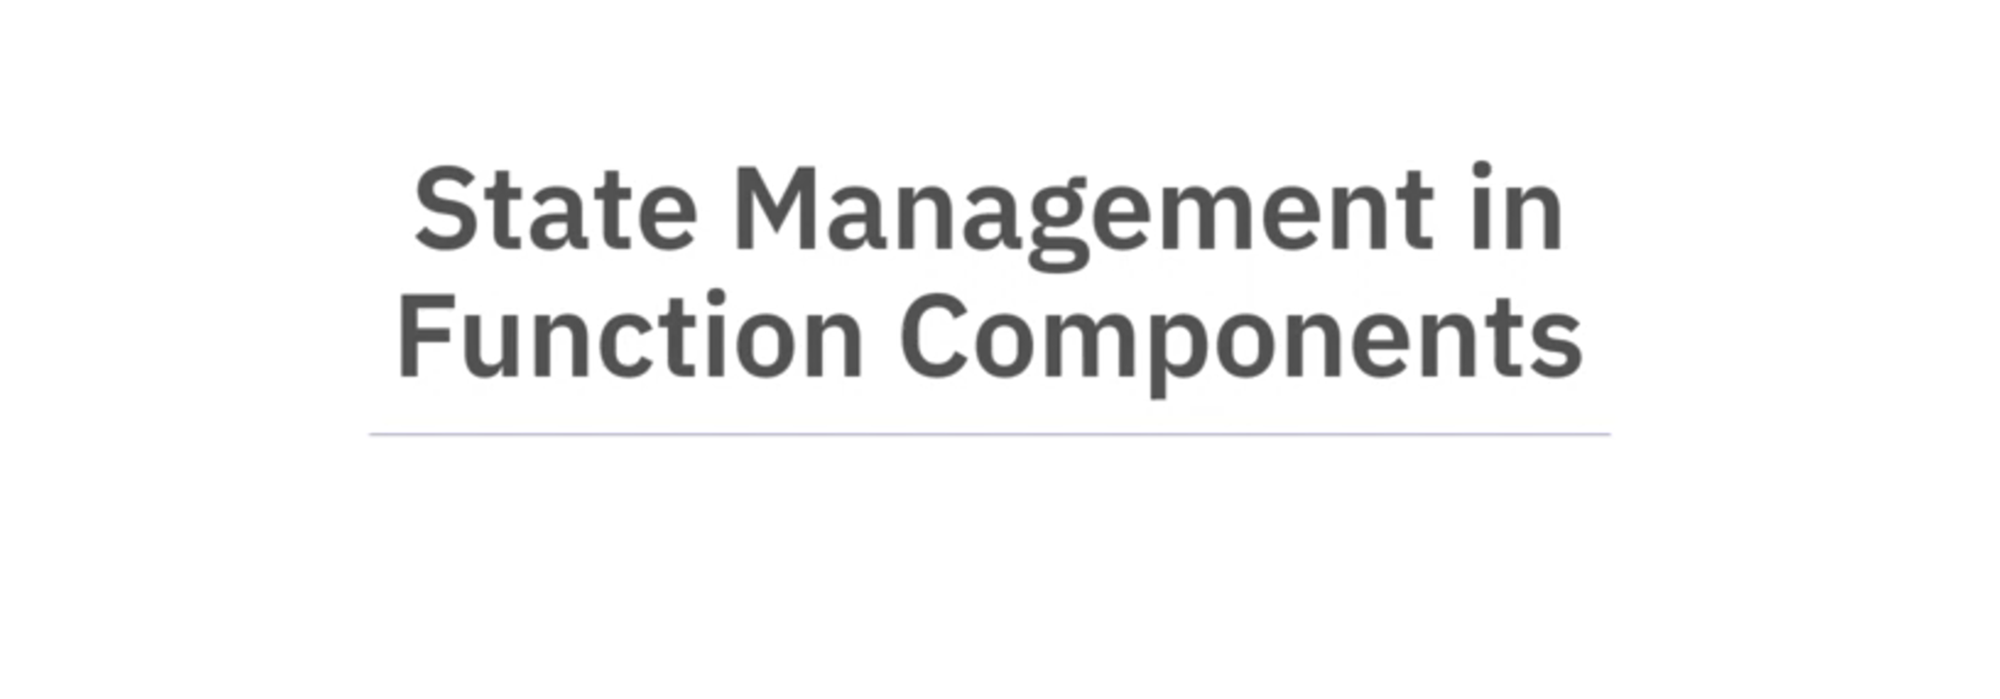 State Management in
Function Components